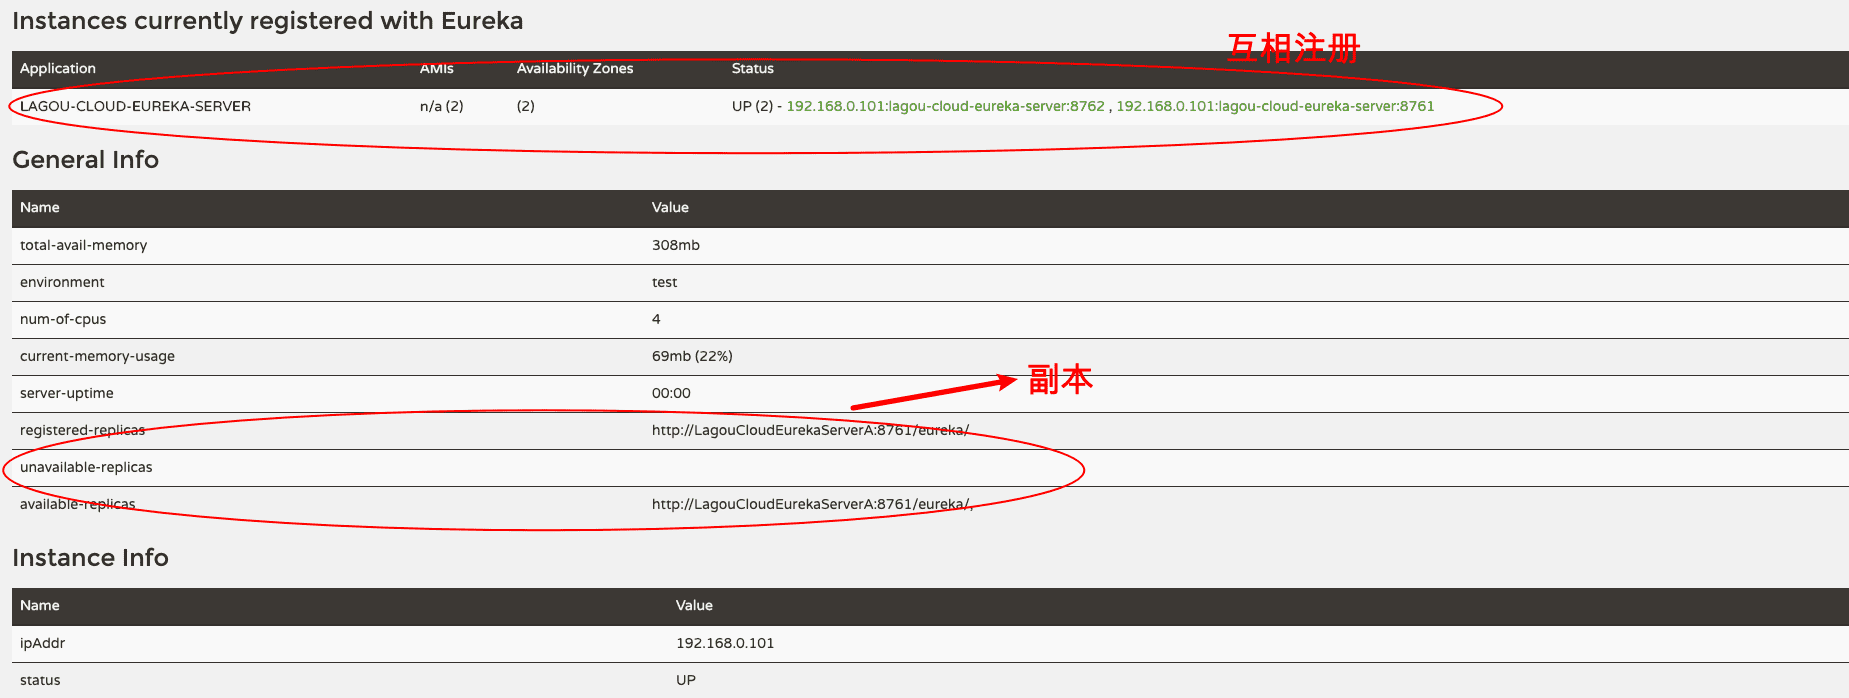 Instances currently registered with Eureka
互相注册
Application AMIs Availability Zones Status
LAGOU-CLOUD-EUREKA-SERVER n/a (2) (2) UP (2) - 192.168.0.101:lagou-cloud-eureka-server:8762 , 192.168.0.101:lagou-cloud-eureka-server:8761
General Info
Name Value
total-avail-memory 308mb
environment test
num-of-cpus 4
current-memory-usage 69mb (22%)
副本
server-uptime 00:00
registered-replicas http://LagouCloudEurekaServerA:8761/eureka/
unavailable-replicas
available-replicas http://LagouCloudEurekaServerA:8761/eureka/,
Instance Info
Name Value
ipAddr 192.168.0.101
status UP